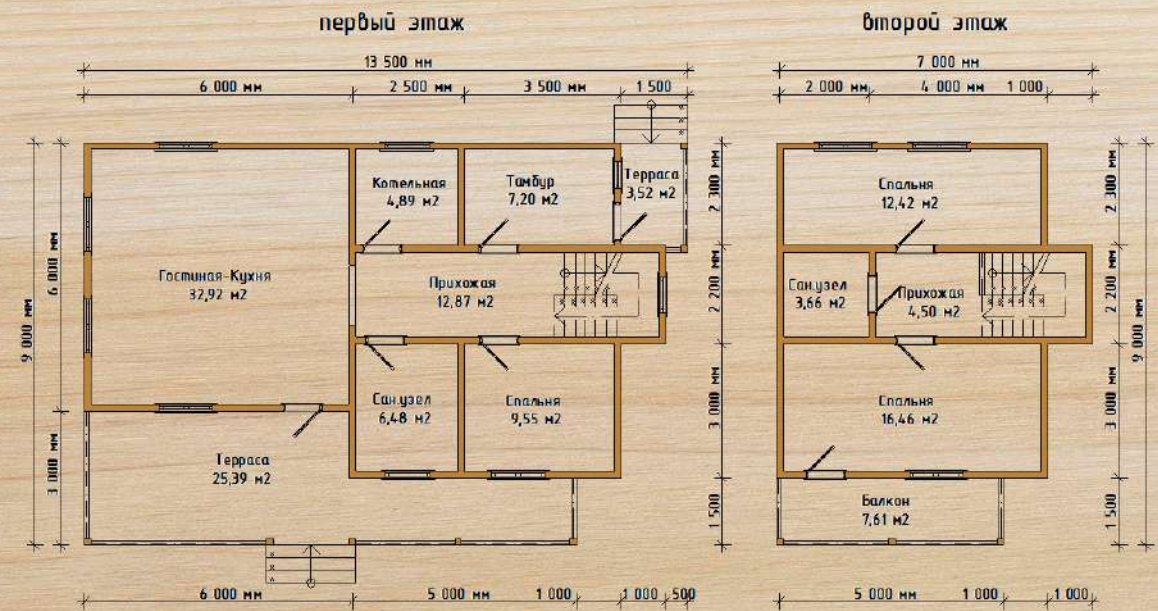 первый этаж
второй этаж
13 500 мм
7 000 мм
6 000 мм
2 500 мм
3 500 мм
1 500
2 000 мм
4 000 мм
1 000
Котельная
4,89 м2
Тамбур
7,20 м2
Терраса
3,52 м2
2 300 мм
Спальня
12,42 м2
2 300 мм
9 000 мм
6 000 мм
Гостиная-Кухня
32,92 м2
Прихожая
12,87 м2
2 200 мм
Сан.узел
3,66 м2
Прихожая
4,50 м2
2 200 мм
9 000 мм
Сан.узел
6,48 м2
Спальня
9,55 м2
3 000 мм
Спальня
16,46 м2
3 000 мм
3 000 мм
Терраса
25,39 м2
1 500
Балкон
7,61 м2
1 500
6 000 мм
5 000 мм
1 000
1 000
500
5 000 мм
1 000
1 000